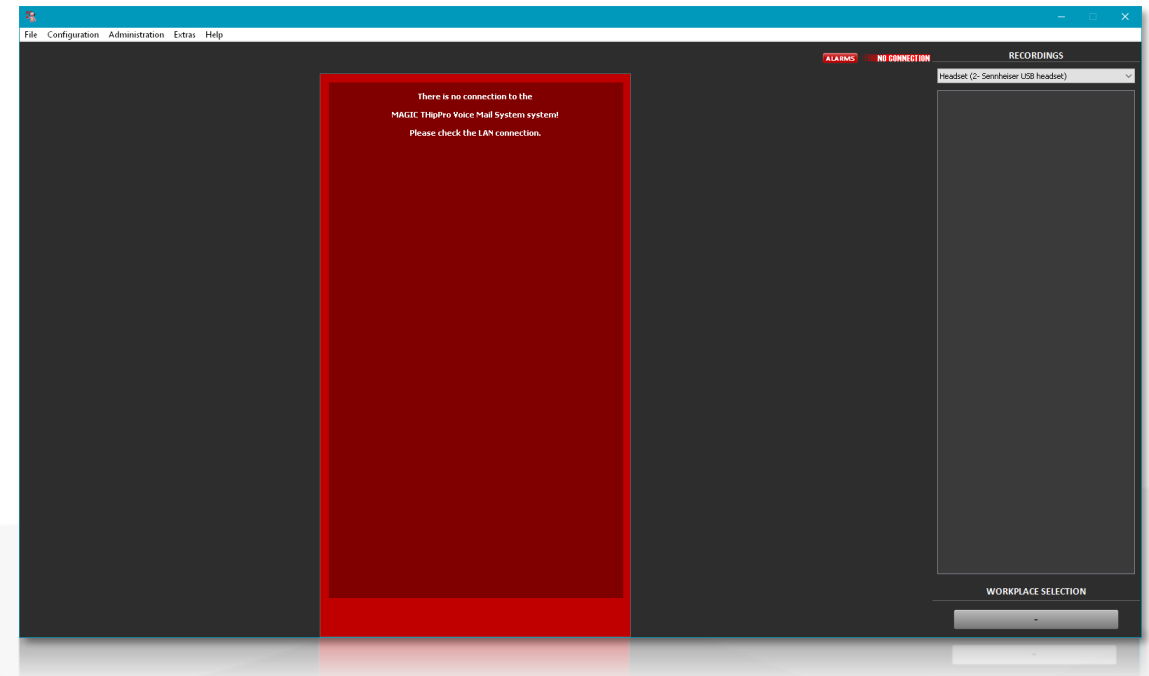 File Configuration Administration Extras Help
ALARMS NO CONNECTION
RECORDINGS
Headset (2- Sennheiser USB headset)
There is no connection to the
MAGIC THipPro Voice Mail System system!
Please check the LAN connection.
WORKPLACE SELECTION
-